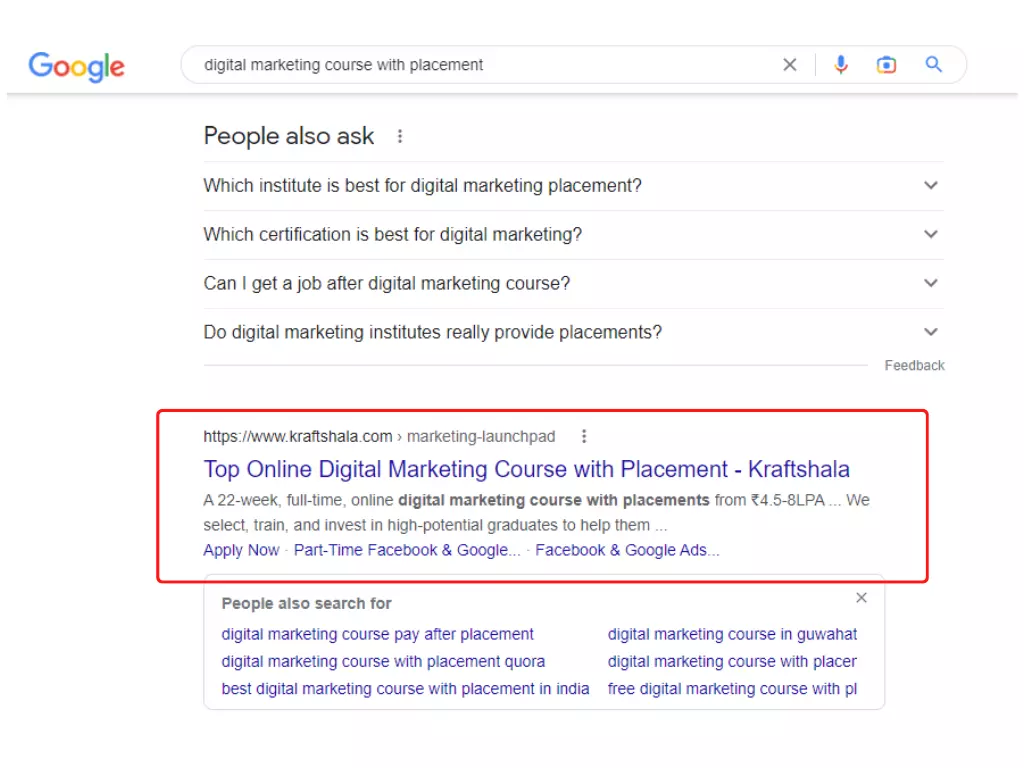 Google
digital marketing course with placement
People also ask
Which institute is best for digital marketing placement?
Which certification is best for digital marketing?
Can I get a job after digital marketing course?
Do digital marketing institutes really provide placements?
Feedback
https://www.kraftshala.com › marketing-launchpad
Top Online Digital Marketing Course with Placement - Kraftshala
A 22-week, full-time, online digital marketing course with placements from ₹4.5-8LPA ... We
select, train, and invest in high-potential graduates to help them ...
Apply Now · Part-Time Facebook & Google... · Facebook & Google Ads...
People also search for
digital marketing course pay after placement
digital marketing course in guwahat
digital marketing course with placement quora
digital marketing course with placer
best digital marketing course with placement in india
free digital marketing course with pl